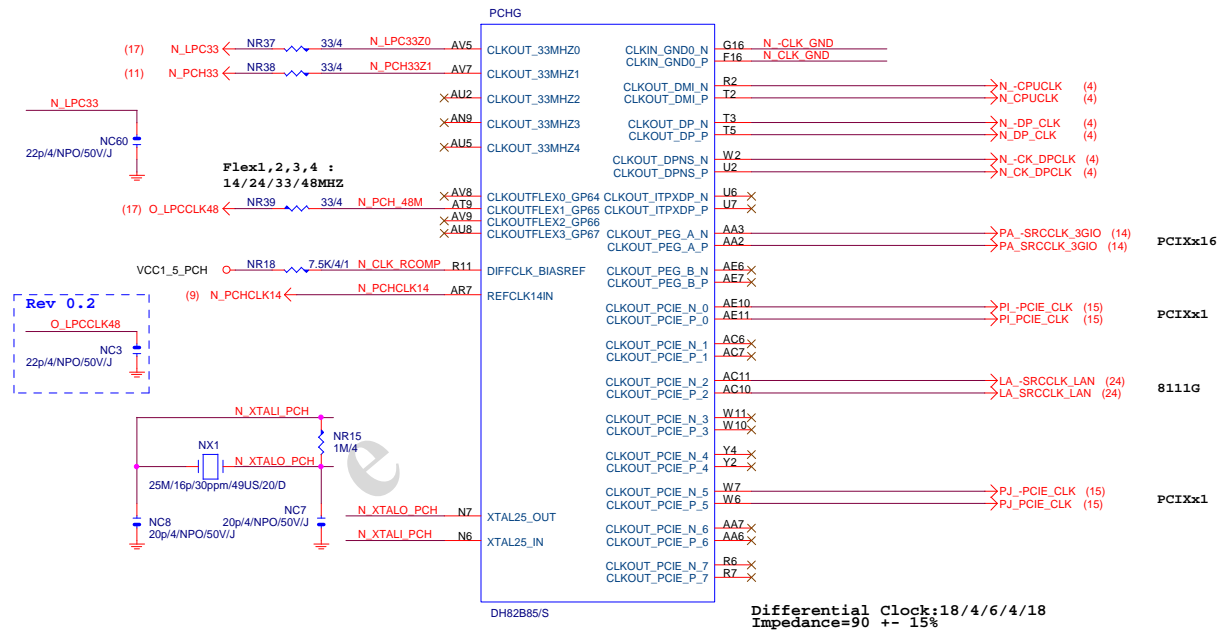 PCHG
(17) N_LPC33 NR37 33/4 N_LPC33Z0 AV5 CLKOUT_33MHZ0
(11) N_PCH33 NR38 33/4 N_PCH33Z1 AV7 CLKOUT_33MHZ1
AU2 CLKOUT_33MHZ2
AN9 CLKOUT_33MHZ3
AU5 CLKOUT_33MHZ4
N_LPC33
NC60
22p/4/NPO/50V/J
Flex1,2,3,4 :
14/24/33/48MHZ
AV8 CLKOUTFLEX0_GP64
(17) O_LPCCLK48 NR39 33/4 N_PCH_48M AT9 CLKOUTFLEX1_GP65
AV9 CLKOUTFLEX2_GP66
AU8 CLKOUTFLEX3_GP67
VCC1_5_PCH NR18 7.5K/4/1 N_CLK_RCOMP R11 DIFFCLK_BIASREF
(9) N_PCHCLK14 N_PCHCLK14 AR7 REFCLK14IN
Rev 0.2
O_LPCCLK48
NC3
22p/4/NPO/50V/J
N_XTALI_PCH
NR15
1M/4
NX1
N_XTALO_PCH
25M/16p/30ppm/49US/20/D
NC8
20p/4/NPO/50V/J
NC7
20p/4/NPO/50V/J
N_XTALO_PCH N7 XTAL25_OUT
N_XTALI_PCH N6 XTAL25_IN
e
CLKIN_GND0_N G16 N_-CLK_GND
CLKIN_GND0_P F16 N_CLK_GND
CLKOUT_DMI_N R2 N_-CPUCLK (4)
CLKOUT_DMI_P T2 N_CPUCLK (4)
CLKOUT_DP_N T3 N_-DP_CLK (4)
CLKOUT_DP_P T5 N_DP_CLK (4)
CLKOUT_DPNS_N W2 N_-CK_DPCLK (4)
CLKOUT_DPNS_P U2 N_CK_DPCLK (4)
CLKOUT_ITPXDP_N U6
CLKOUT_ITPXDP_P U7
CLKOUT_PEG_A_N AA3 PA_-SRCCLK_3GIO (14)
CLKOUT_PEG_A_P AA2 PA_SRCCLK_3GIO (14)
PCIXx16
CLKOUT_PEG_B_N AE6
CLKOUT_PEG_B_P AE7
CLKOUT_PCIE_N_0 AE10 PI_-PCIE_CLK (15)
CLKOUT_PCIE_P_0 AE11 PI_PCIE_CLK (15)
PCIXx1
CLKOUT_PCIE_N_1 AC6
CLKOUT_PCIE_P_1 AC7
CLKOUT_PCIE_N_2 AC11 LA_-SRCCLK_LAN (24)
CLKOUT_PCIE_P_2 AC10 LA_SRCCLK_LAN (24)
8111G
CLKOUT_PCIE_N_3 W11
CLKOUT_PCIE_P_3 W10
CLKOUT_PCIE_N_4 Y4
CLKOUT_PCIE_P_4 Y2
CLKOUT_PCIE_N_5 W7 PJ_-PCIE_CLK (15)
CLKOUT_PCIE_P_5 W6 PJ_PCIE_CLK (15)
PCIXx1
CLKOUT_PCIE_N_6 AA7
CLKOUT_PCIE_P_6 AA6
CLKOUT_PCIE_N_7 R6
CLKOUT_PCIE_P_7 R7
DH82B85/S
Differential Clock:18/4/6/4/18
Impedance=90 +- 15%